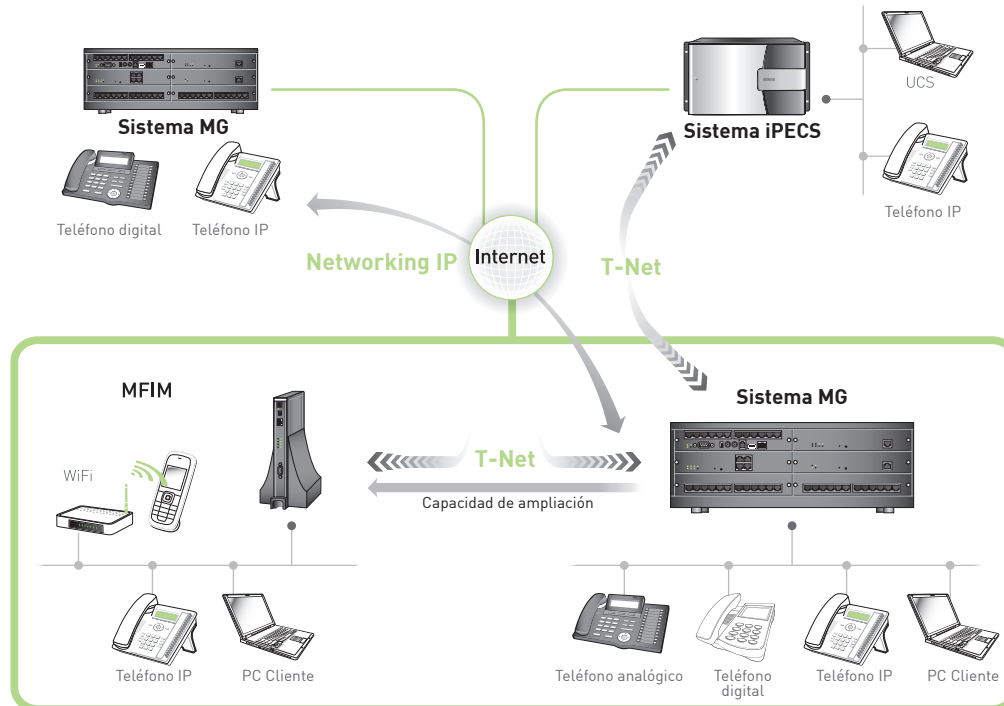 Sistema MG
Teléfono digital
Teléfono IP
Sistema iPECS
UCS
Teléfono IP
Networking IP
Internet
T-Net
MFIM
WiFi
T-Net
Capacidad de ampliación
Sistema MG
Teléfono IP
PC Cliente
Teléfono analógico
Teléfono
digital
Teléfono IP
PC Cliente